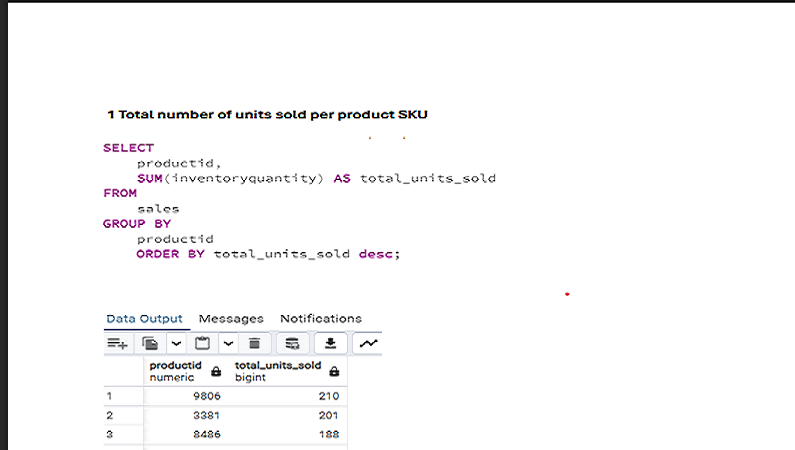 1 Total number of units sold per product SKU
SELECT
productid,
SUM(inventoryquantity) AS total_units_sold
FROM
sales
GROUP BY
productid
ORDER BY total_units_sold desc;
Data Output Messages Notifications
productid total_units_sold
numeric bigint
1 9806 210
2 3381 201
3 8486 188